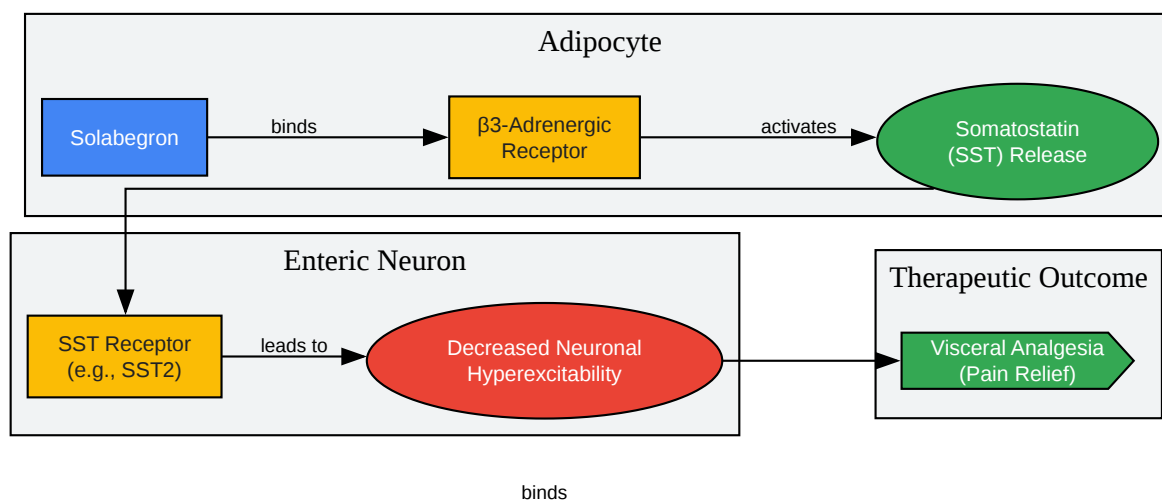 Adipocyte
Solabegron
binds
β3-Adrenergic
Receptor
activates
Somatostatin
(SST) Release
Enteric Neuron
SST Receptor
(e.g., SST2)
leads to
Decreased Neuronal
Hyperexcitability
Therapeutic Outcome
Visceral Analgesia
(Pain Relief)
binds